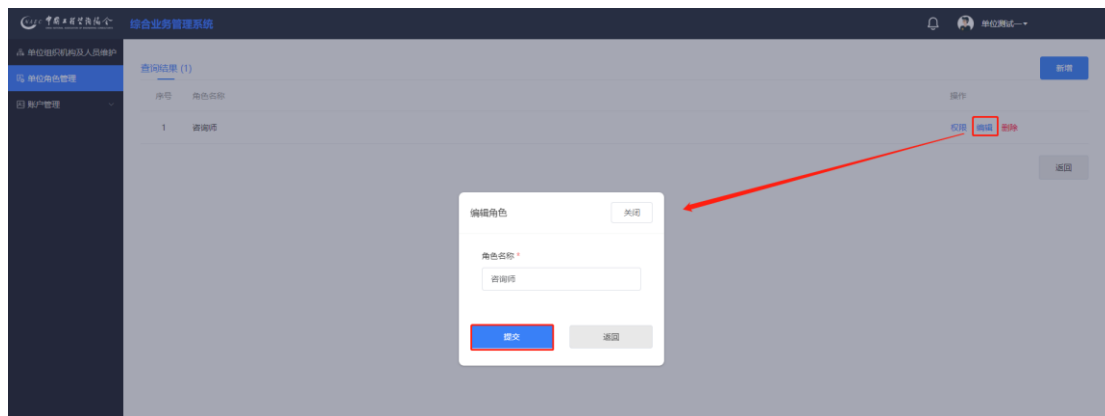 中国工程咨询协会 综合业务管理系统 单位测试一
单位组织机构及人员维护
单位角色管理
账户管理
查询结果 (1)
新增
序号 角色名称 操作
1 咨询师 权限 编辑 删除
返回
编辑角色 关闭
角色名称 *
咨询师
提交 返回